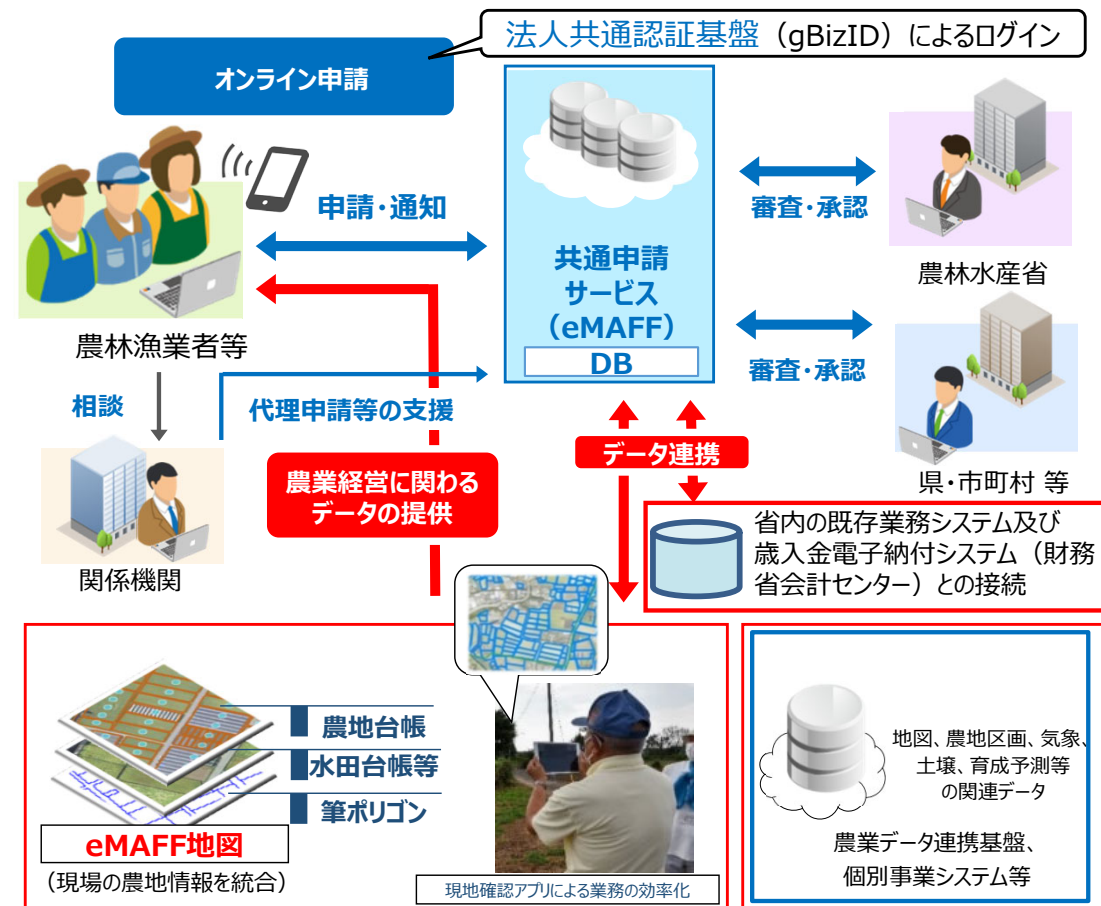 法人共通認証基盤（gBizID）によるログイン
オンライン申請
申請・通知
共通申請
サービス
（eMAFF）
DB
審査・承認
農林水産省
審査・承認
県・市町村 等
農林漁業者等
相談
代理申請等の支援
関係機関
農業経営に関わる
データの提供
データ連携
省内の既存業務システム及び
歳入金電子納付システム（財務
省会計センター）との接続
農地台帳
水田台帳等
筆ポリゴン
eMAFF地図
（現場の農地情報を統合）
現地確認アプリによる業務の効率化
地図、農地区画、気象、
土壌、育成予測等
の関連データ
農業データ連携基盤、
個別事業システム等